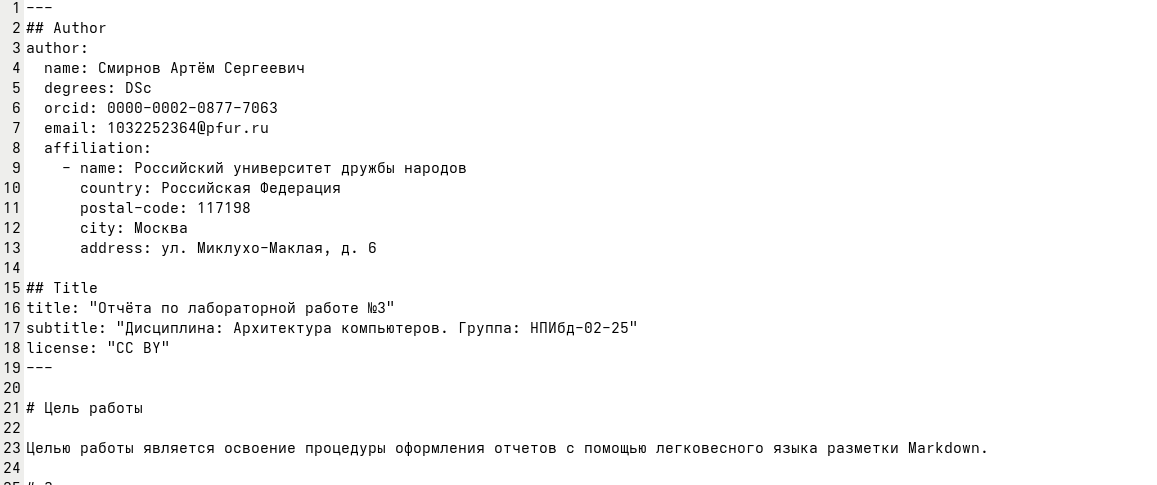 1 ---
2 ## Author
3 author:
4   name: Смирнов Артём Сергеевич
5   degrees: DSc
6   orcid: 0000-0002-0877-7063
7   email: 1032252364@pfur.ru
8   affiliation:
9     - name: Российский университет дружбы народов
10       country: Российская Федерация
11       postal-code: 117198
12       city: Москва
13       address: ул. Миклухо-Маклая, д. 6
14
15 ## Title
16 title: "Отчёта по лабораторной работе №3"
17 subtitle: "Дисциплина: Архитектура компьютеров. Группа: НПИбд-02-25"
18 license: "CC BY"
19 ---
20
21 # Цель работы
22
23 Целью работы является освоение процедуры оформления отчетов с помощью легковесного языка разметки Markdown.
24